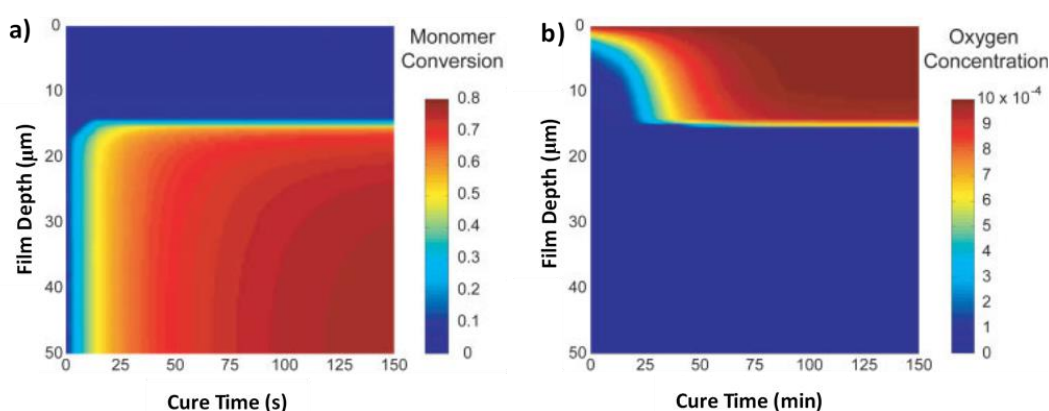 a)
Monomer
Conversion
0
10
20
30
40
50
Film Depth (μm)
0 25 50 75 100 125 150
Cure Time (s)
0.8
0.7
0.6
0.5
0.4
0.3
0.2
0.1
0
b)
Oxygen
Concentration
0
10
20
30
40
50
Film Depth (μm)
0 25 50 75 100 125 150
Cure Time (min)
10 x 10⁻⁴
9
8
7
6
5
4
3
2
1
0